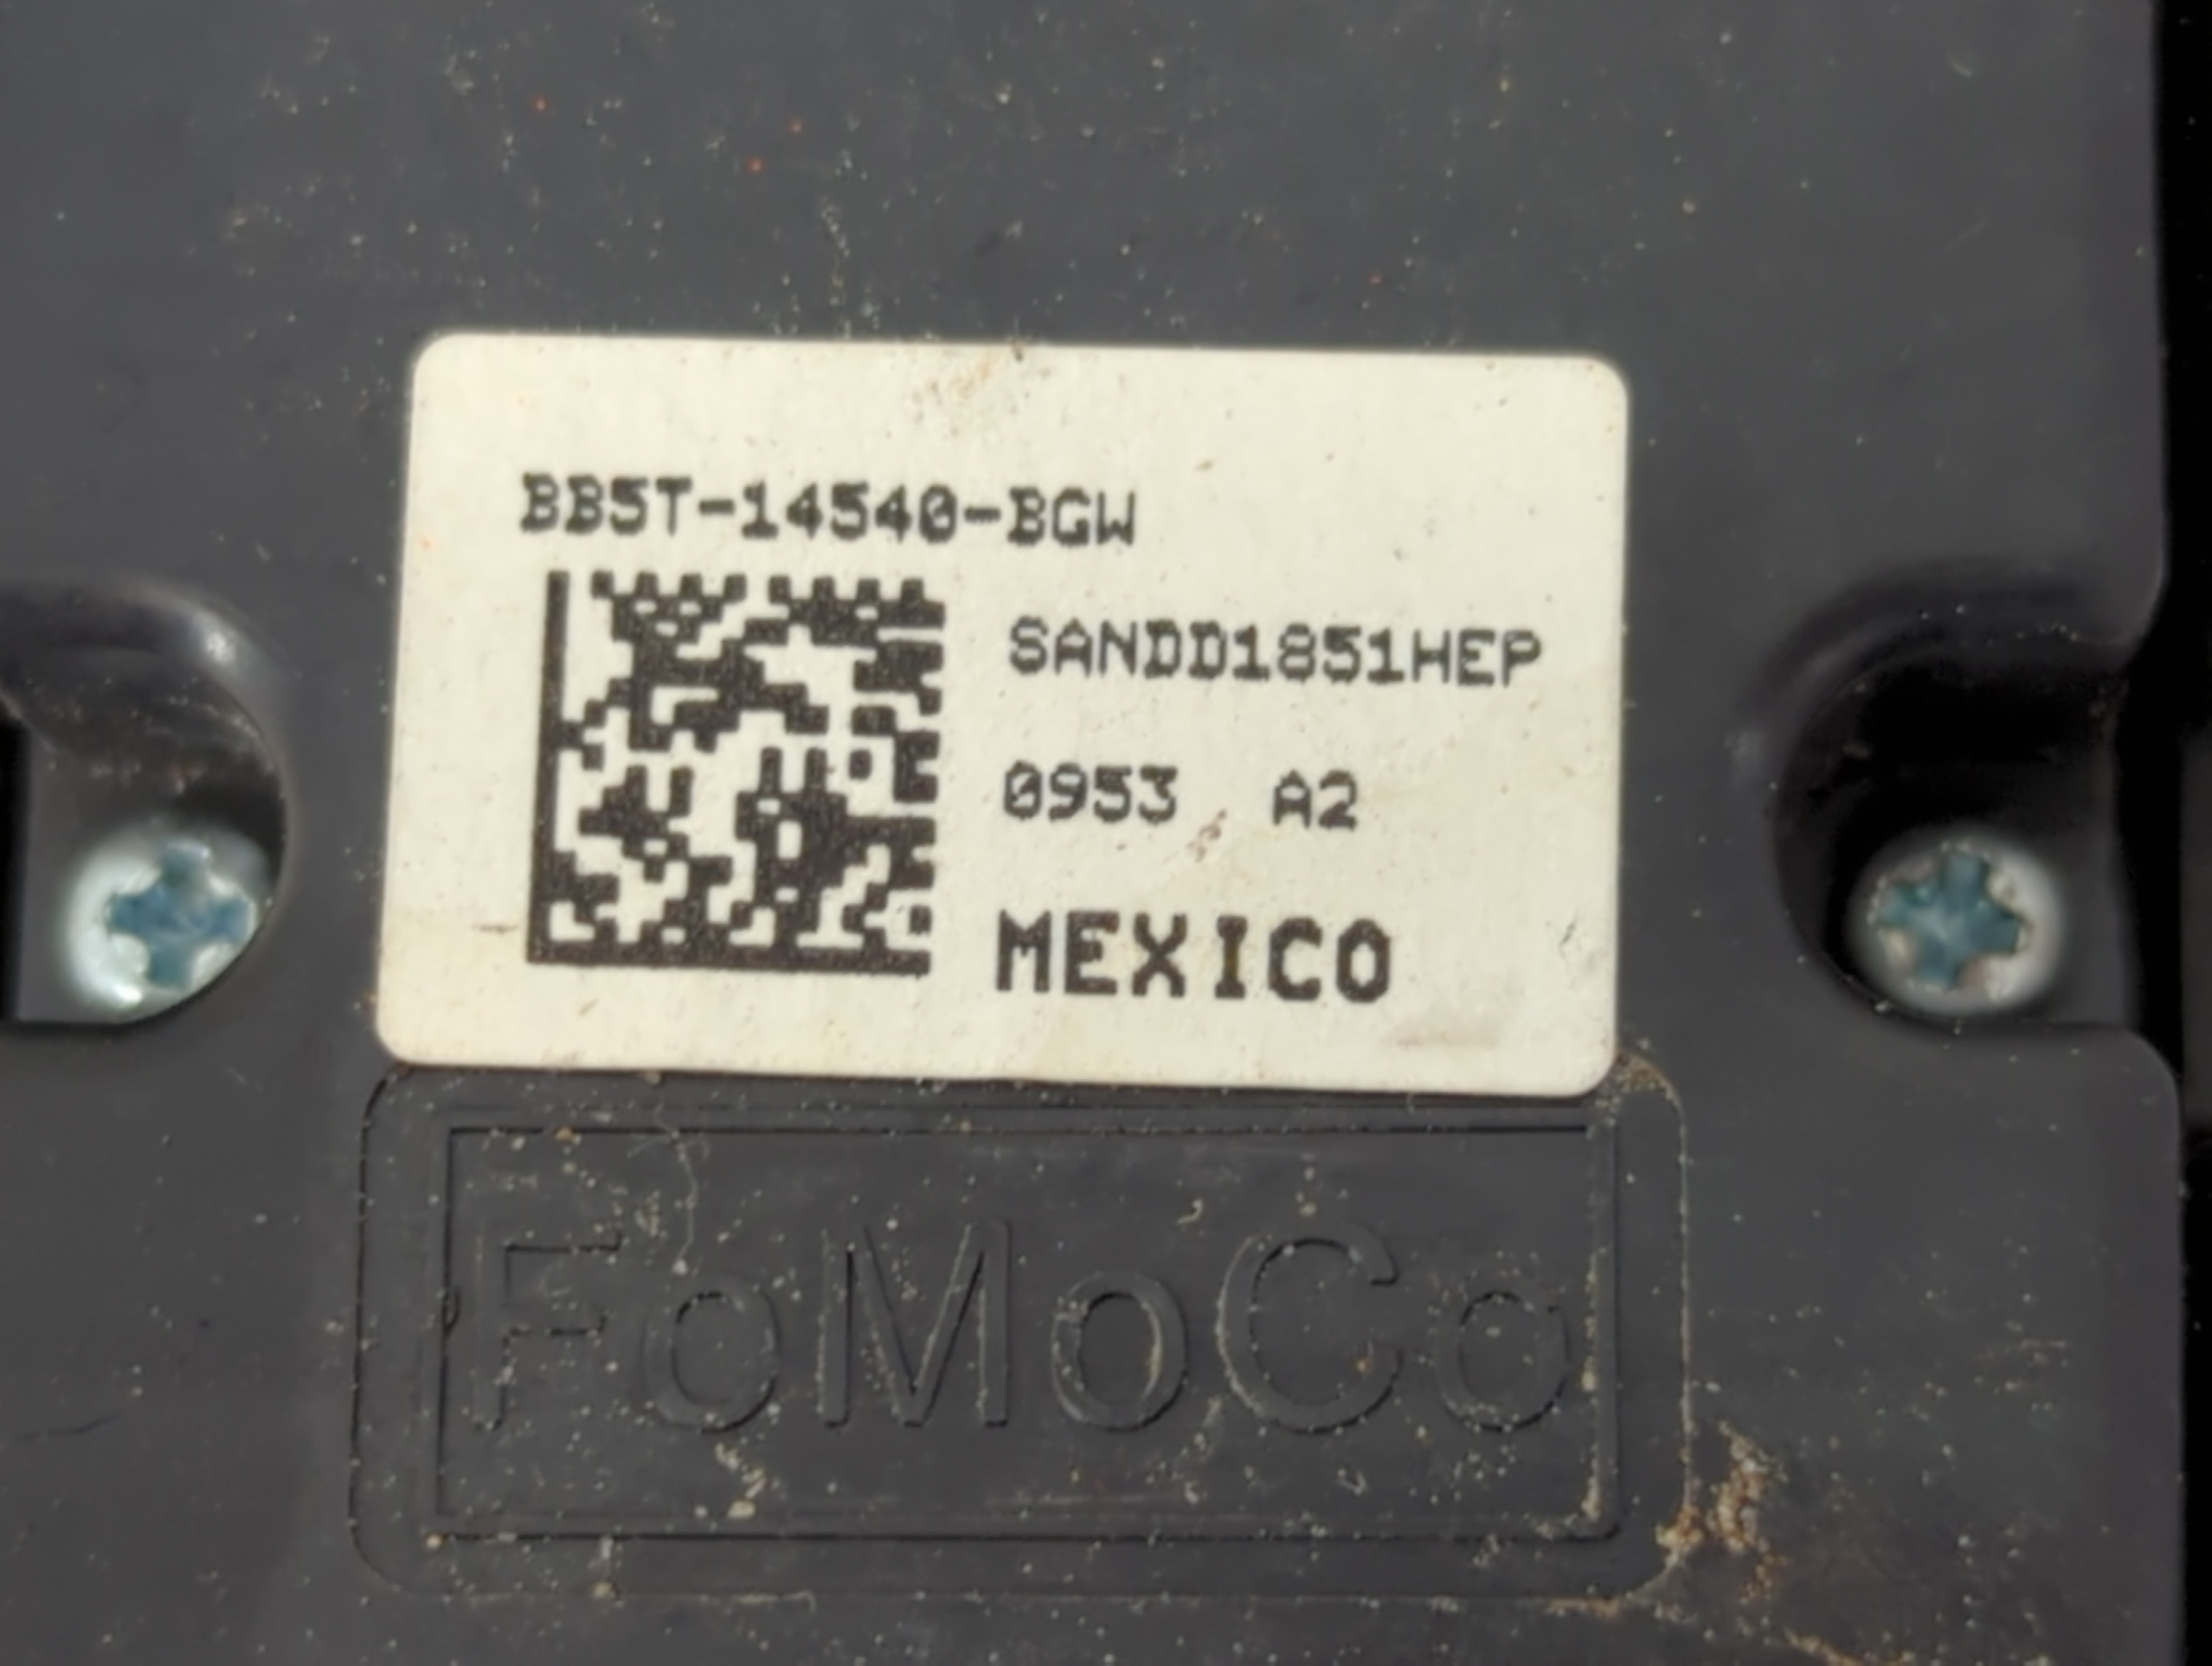 BB5T-14540-BGW
SANDD1851HEP
0953 A2
MEXICO
FoMoCo